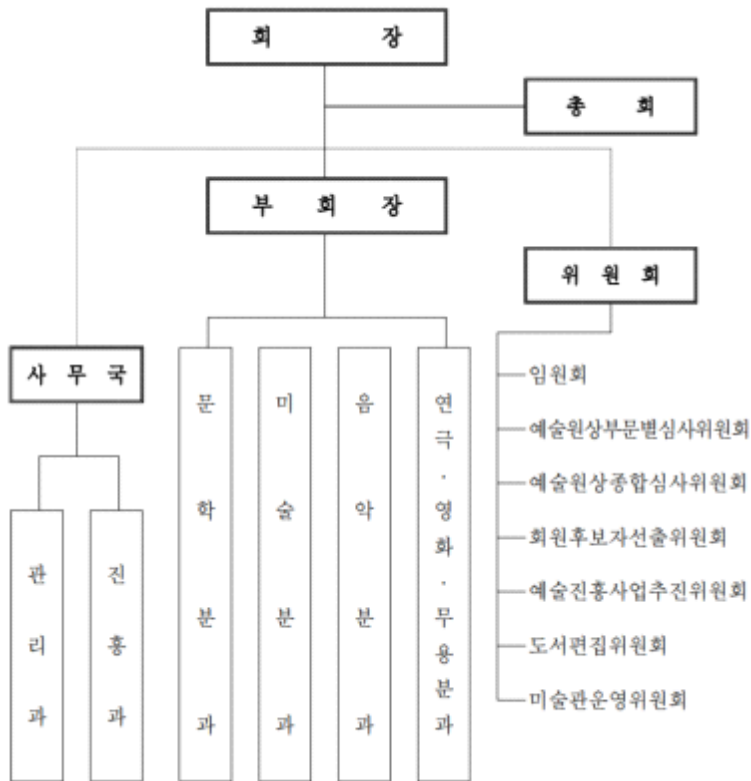 회 장
총 회
부 회 장
위 원 회
사 무 국
관리과
진흥과
문학분과
미술분과
음악분과
연극·영화·무용분과
임원회
예술원상부문별심사위원회
예술원상종합심사위원회
회원후보자선출위원회
예술진흥사업추진위원회
도서편집위원회
미술관운영위원회